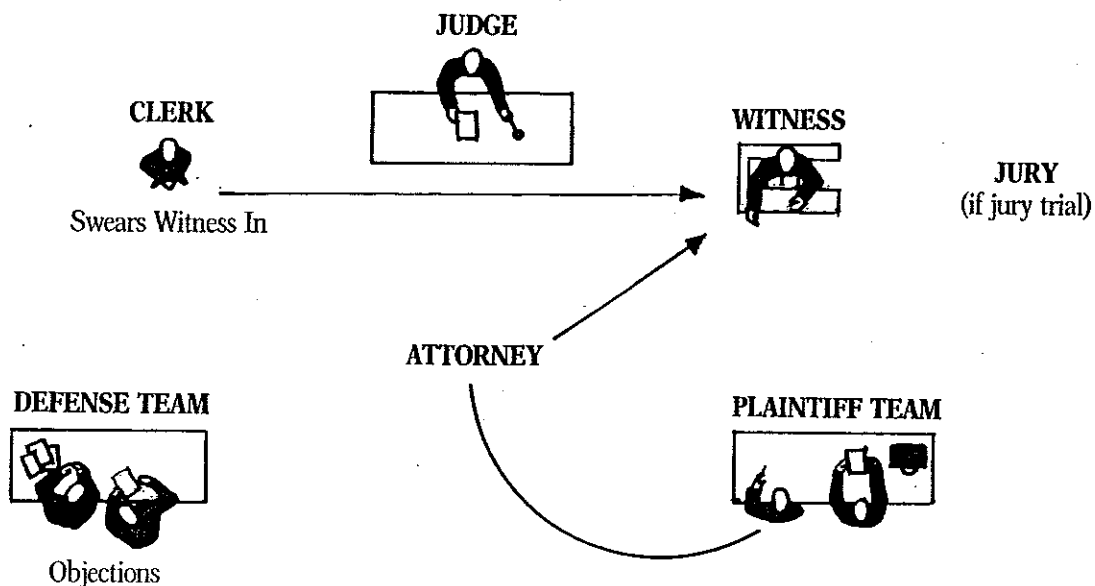 JUDGE
CLERK
Swears Witness In
WITNESS
JURY
(if jury trial)
ATTORNEY
DEFENSE TEAM
Objections
PLAINTIFF TEAM